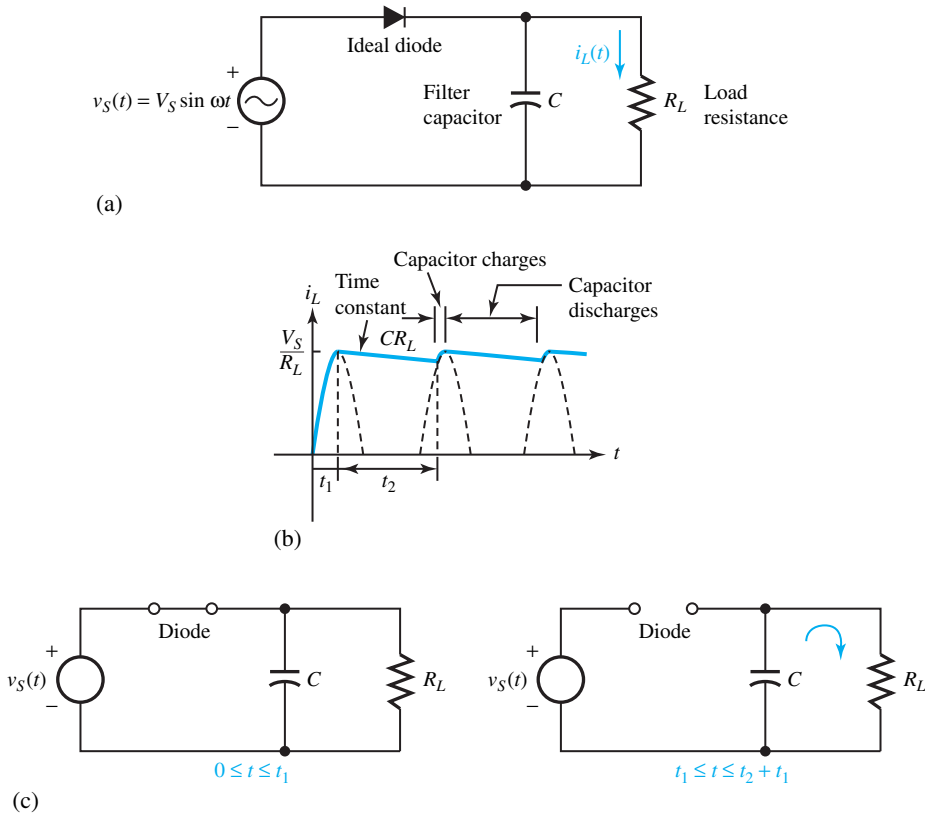 (a)
Ideal diode
+
v_S(t) = V_S sin ωt
−
Filter
capacitor
C
i_L(t)
R_L
Load
resistance
(b)
Capacitor charges
Time
constant
Capacitor
discharges
i_L
CR_L
V_S
R_L
t
t_1
t_2
(c)
Diode
+
v_S(t)
−
C
R_L
0 ≤ t ≤ t_1
Diode
+
v_S(t)
−
C
R_L
t_1 ≤ t ≤ t_2 + t_1